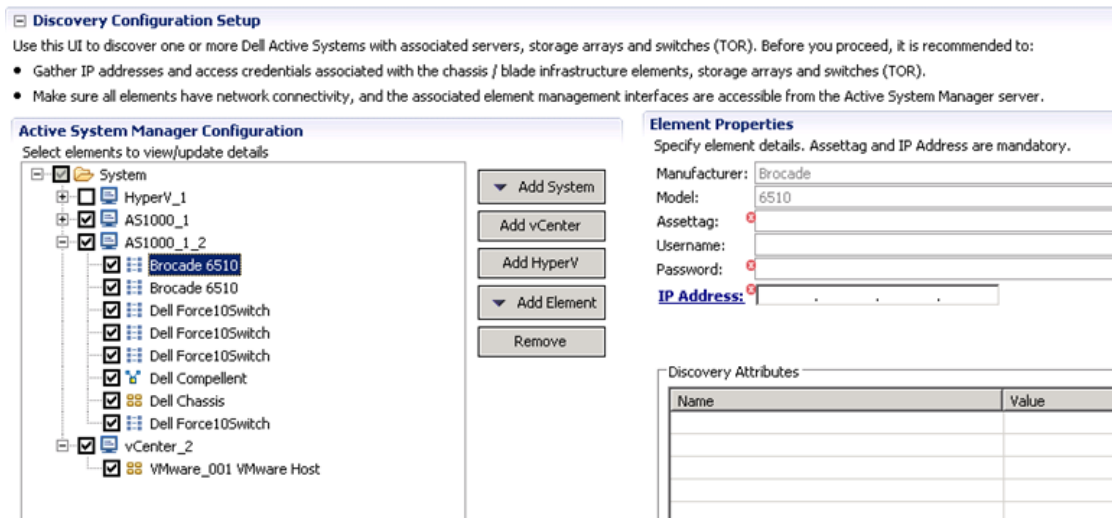 Discovery Configuration Setup
Use this UI to discover one or more Dell Active Systems with associated servers, storage arrays and switches (TOR). Before you proceed, it is recommended to:
• Gather IP addresses and access credentials associated with the chassis / blade infrastructure elements, storage arrays and switches (TOR).
• Make sure all elements have network connectivity, and the associated element management interfaces are accessible from the Active System Manager server.
Active System Manager Configuration
Select elements to view/update details
System
HyperV_1
AS1000_1
AS1000_1_2
Brocade 6510
Brocade 6510
Dell Force10Switch
Dell Force10Switch
Dell Force10Switch
Dell Compellent
Dell Chassis
Dell Force10Switch
vCenter_2
VMware_001 VMware Host
Add System
Add vCenter
Add HyperV
Add Element
Remove
Element Properties
Specify element details. Assettag and IP Address are mandatory.
Manufacturer: Brocade
Model: 6510
Assettag:
Username:
Password:
IP Address: . . .
Discovery Attributes
Name Value